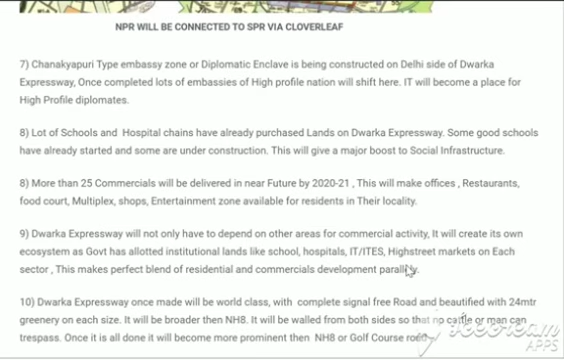 NPR WILL BE CONNECTED TO SPR VIA CLOVERLEAF
7) Chanakyapuri Type embassy zone or Diplomatic Enclave is being constructed on Delhi side of Dwarka
Expressway, Once completed lots of embassies of High profile nation will shift here. IT will become a place for
High Profile diplomates.
8) Lot of Schools and Hospital chains have already purchased Lands on Dwarka Expressway. Some good schools
have already started and some are under construction. This will give a major boost to Social Infrastructure.
8) More than 25 Commercials will be delivered in near Future by 2020-21 , This will make offices , Restaurants,
food court, Multiplex, shops, Entertainment zone available for residents in Their locality.
9) Dwarka Expressway will not only have to depend on other areas for commercial activity, It will create its own
ecosystem as Govt has allotted institutional lands like school, hospitals, IT/ITES, Highstreet markets on Each
sector , This makes perfect blend of residential and commercials development parallly.
10) Dwarka Expressway once made will be world class, with complete signal free Road and beautified with 24mtr
greenery on each size. It will be broader then NH8. It will be walled from both sides so that no cattle or man can
trespass. Once it is all done it will become more prominent then NH8 or Golf Course road
icecream
APPS